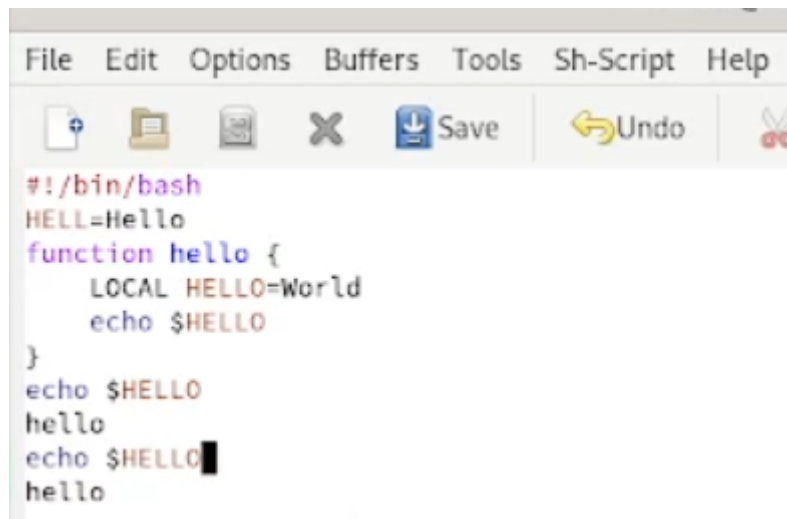 File Edit Options Buffers Tools Sh-Script Help
Save Undo
#!/bin/bash
HELL=Hello
function hello {
    LOCAL HELLO=World
    echo $HELLO
}
echo $HELLO
hello
echo $HELLO
hello